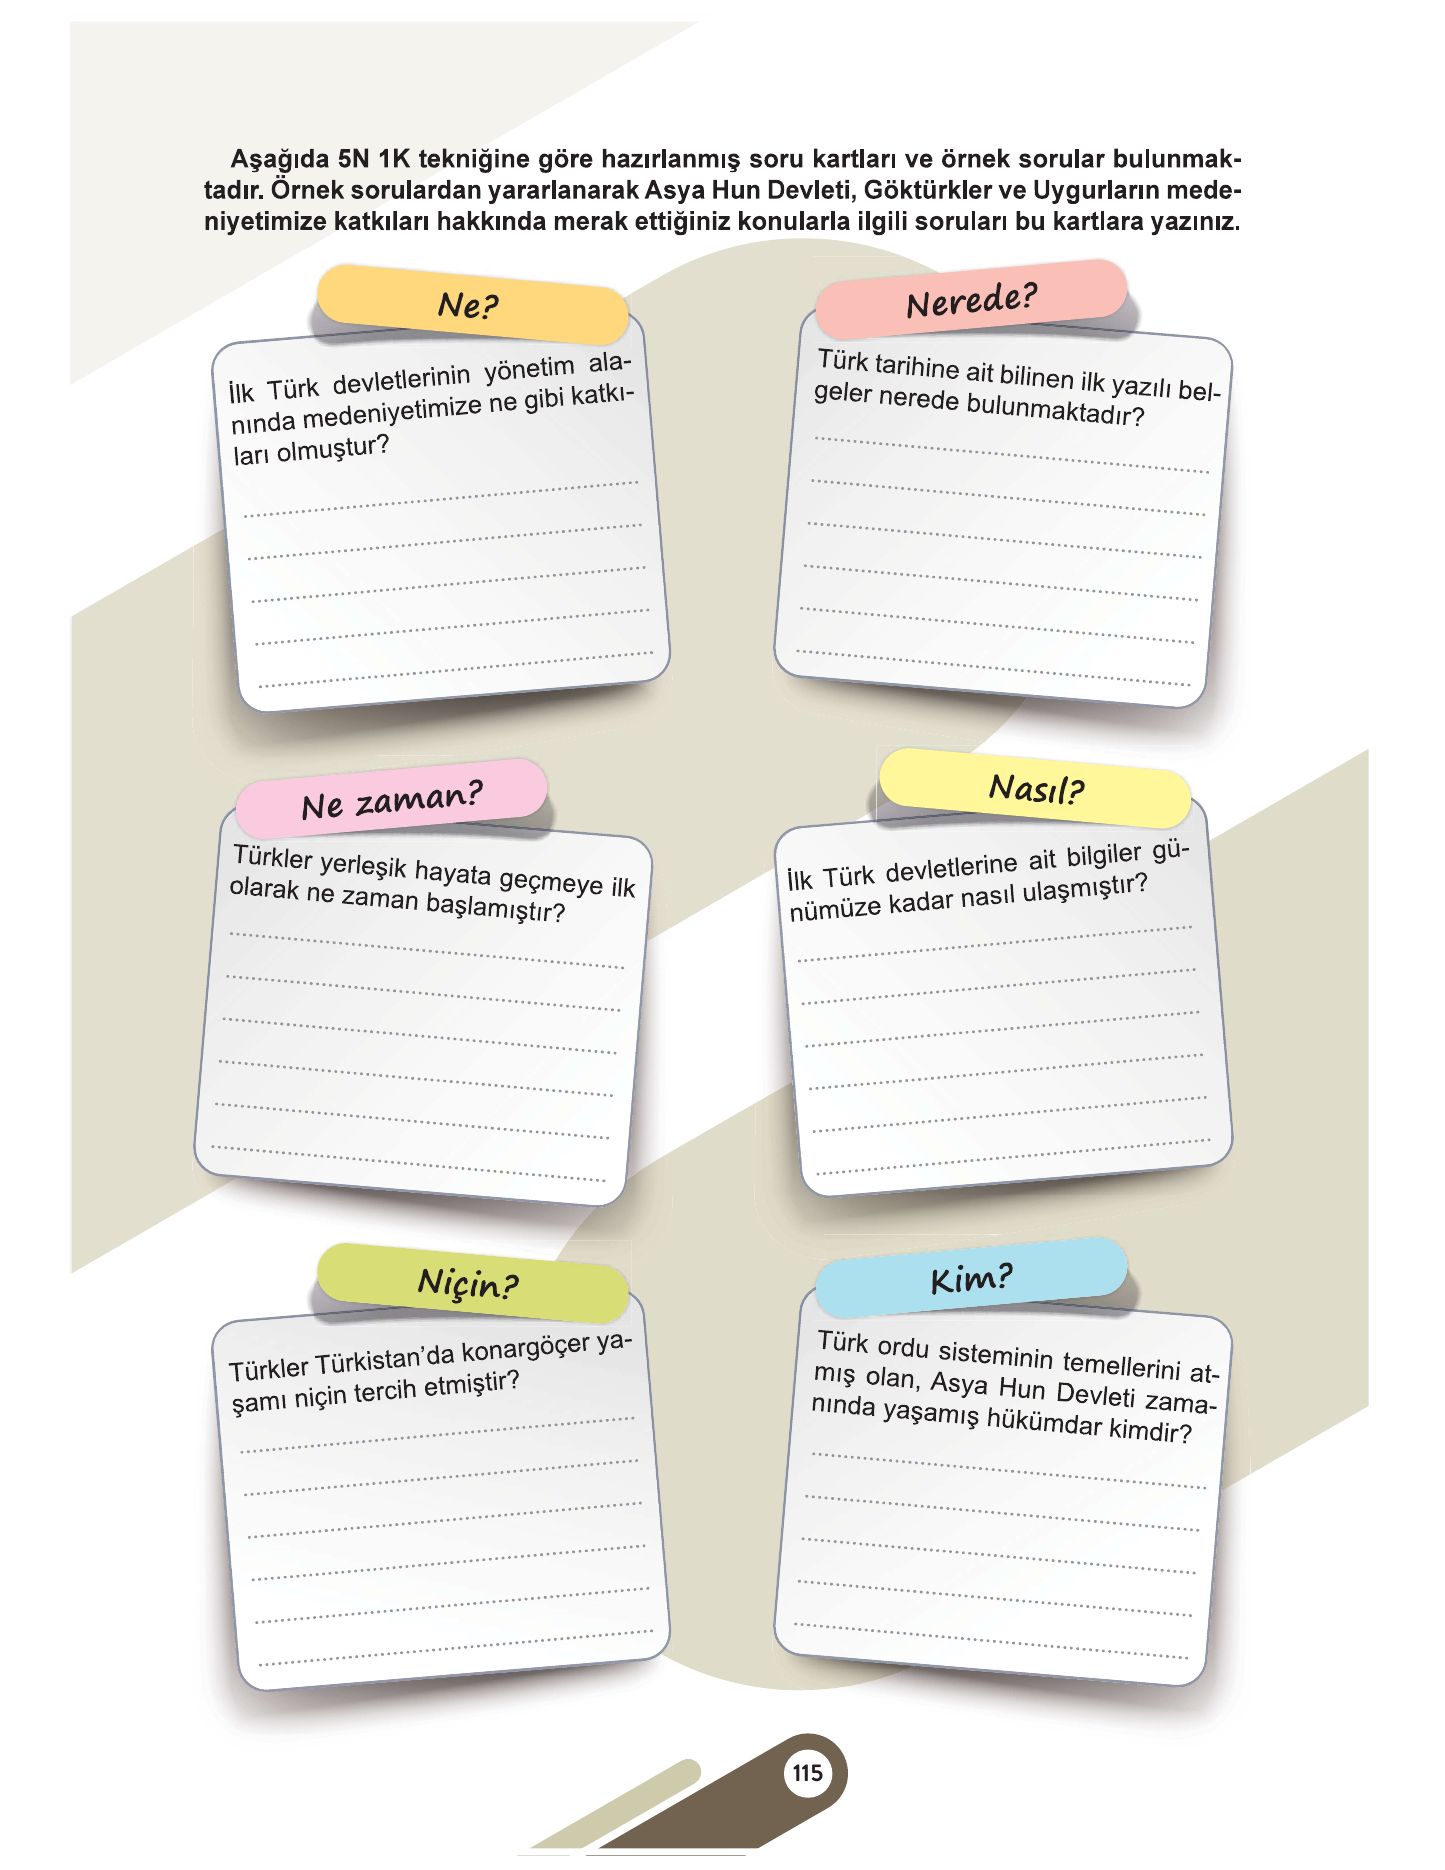 Aşağıda 5N 1K tekniğine göre hazırlanmış soru kartları ve örnek sorular bulunmak-
tadır. Örnek sorulardan yararlanarak Asya Hun Devleti, Göktürkler ve Uygurların mede-
niyetimize katkıları hakkında merak ettiğiniz konularla ilgili soruları bu kartlara yazınız.
Ne?
İlk Türk devletlerinin yönetim ala-
nında medeniyetimize ne gibi katkı-
ları olmuştur?
Nerede?
Türk tarihine ait bilinen ilk yazılı bel-
geler nerede bulunmaktadır?
Ne zaman?
Türkler yerleşik hayata geçmeye ilk
olarak ne zaman başlamıştır?
Nasıl?
İlk Türk devletlerine ait bilgiler gü-
nümüze kadar nasıl ulaşmıştır?
Niçin?
Türkler Türkistan’da konargöçer ya-
şamı niçin tercih etmiştir?
Kim?
Türk ordu sisteminin temellerini at-
mış olan, Asya Hun Devleti zama-
nında yaşamış hükümdar kimdir?
115